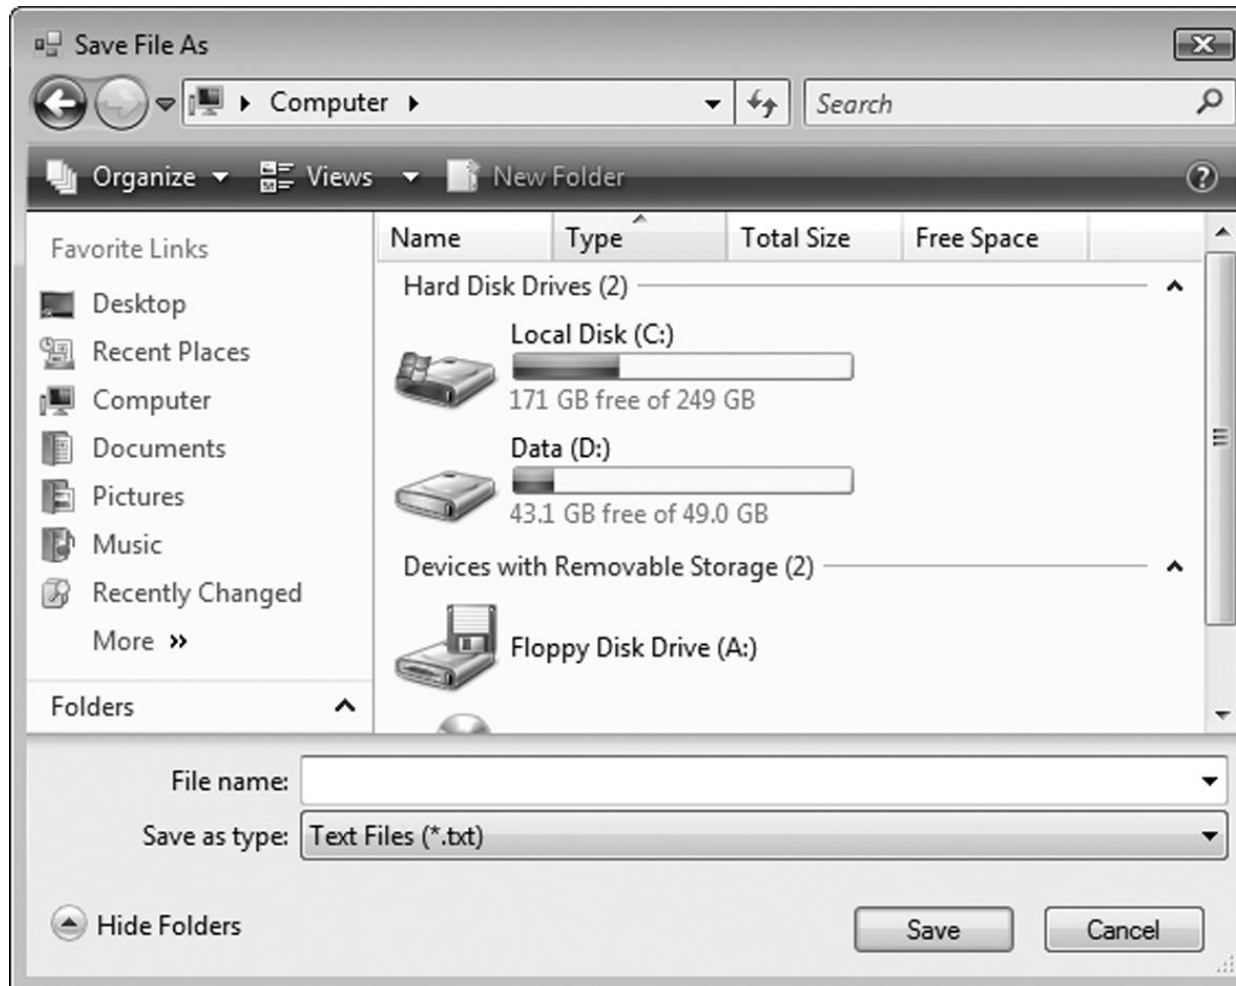 Save File As
Computer
Search
Organize Views New Folder ?
Favorite Links
Desktop
Recent Places
Computer
Documents
Pictures
Music
Recently Changed
More »
Folders
Name Type Total Size Free Space
Hard Disk Drives (2)
Local Disk (C:)
171 GB free of 249 GB
Data (D:)
43.1 GB free of 49.0 GB
Devices with Removable Storage (2)
Floppy Disk Drive (A:)
File name:
Save as type: Text Files (*.txt)
Hide Folders
Save Cancel